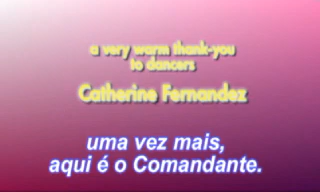 a very warm thank-you
to dancers
Catherine Fernandez
uma vez mais,
aqui é o Comandante.